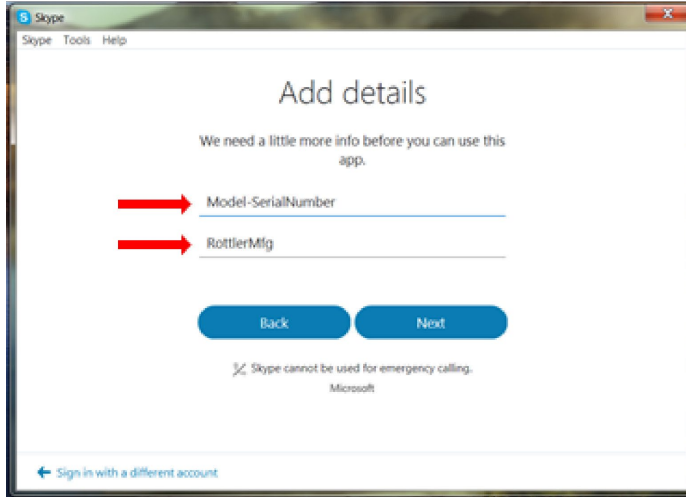 Skype
Skype Tools Help
Add details
We need a little more info before you can use this
app.
Model-SerialNumber
RottlerMfg
Back Next
Skype cannot be used for emergency calling.
Microsoft
Sign in with a different account